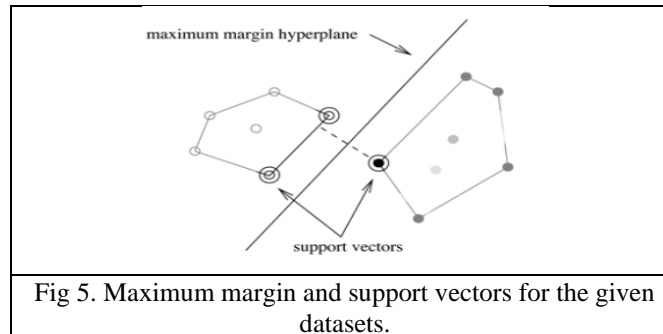 maximum margin hyperplane
support vectors
Fig 5. Maximum margin and support vectors for the given
datasets.